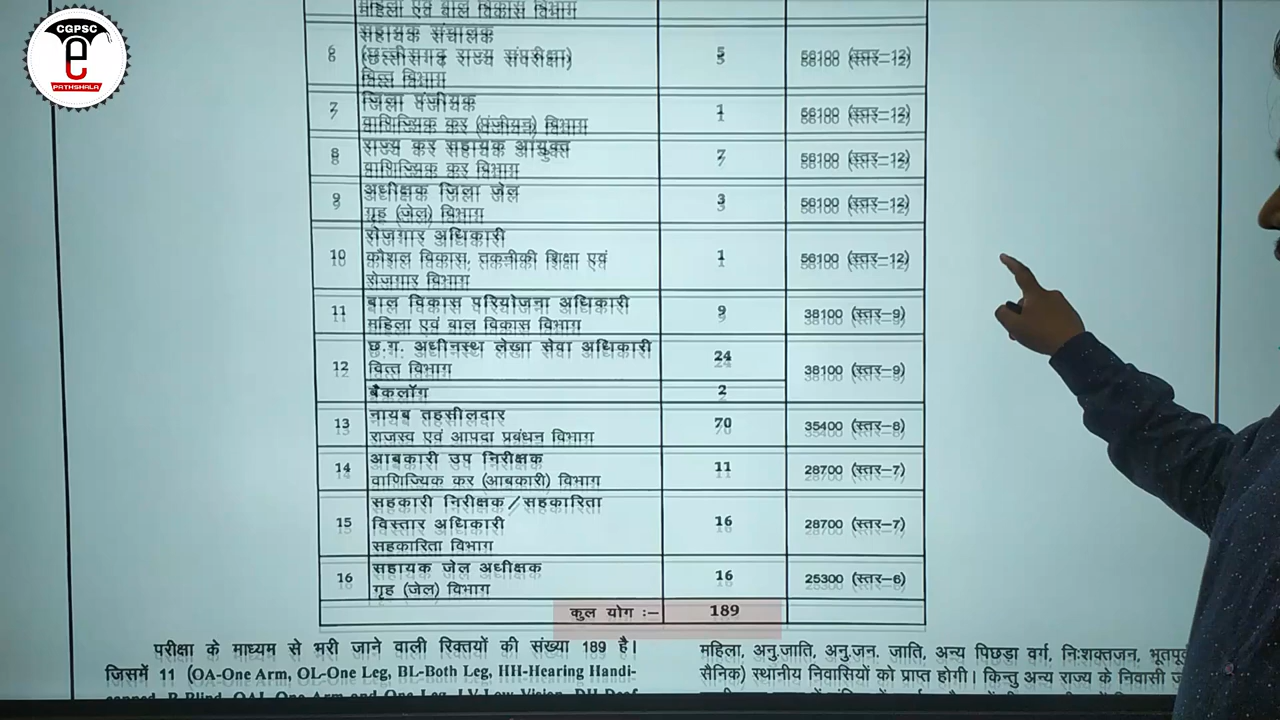 CGPSC
e
PATHSHALA
महिला एवं बाल विकास विभाग
6 सहायक संचालक 5 56100 (स्तर–12)
(छत्तीसगढ़ राज्य संपरीक्षा)
वित्त विभाग
7 जिला पंजीयक 1 56100 (स्तर–12)
वाणिज्यिक कर (पंजीयन) विभाग
8 राज्य कर सहायक आयुक्त 7 56100 (स्तर–12)
वाणिज्यिक कर विभाग
9 अधीक्षक जिला जेल 3 56100 (स्तर–12)
गृह (जेल) विभाग
10 रोजगार अधिकारी 1 56100 (स्तर–12)
कौशल विकास, तकनीकी शिक्षा एवं
रोजगार विभाग
11 बाल विकास परियोजना अधिकारी 9 38100 (स्तर–9)
महिला एवं बाल विकास विभाग
12 छ.ग. अधीनस्थ लेखा सेवा अधिकारी 24 38100 (स्तर–9)
वित्त विभाग
बैकलॉग 2
13 नायब तहसीलदार 70 35400 (स्तर–8)
राजस्व एवं आपदा प्रबंधन विभाग
14 आबकारी उप निरीक्षक 11 28700 (स्तर–7)
वाणिज्यिक कर (आबकारी) विभाग
15 सहकारी निरीक्षक/सहकारिता 16 28700 (स्तर–7)
विस्तार अधिकारी
सहकारिता विभाग
16 सहायक जेल अधीक्षक 16 25300 (स्तर–6)
गृह (जेल) विभाग
कुल योग :– 189
परीक्षा के माध्यम से भरी जाने वाली रिक्तियों की संख्या 189 है।
जिसमें 11 (OA-One Arm, OL-One Leg, BL-Both Leg, HH-Hearing Handi-
महिला, अनु.जाति, अनु.जन. जाति, अन्य पिछड़ा वर्ग, निःशक्तजन,
सैनिक) स्थानीय निवासियों को प्राप्त होगी। किन्तु अन्य राज्य के निवासी